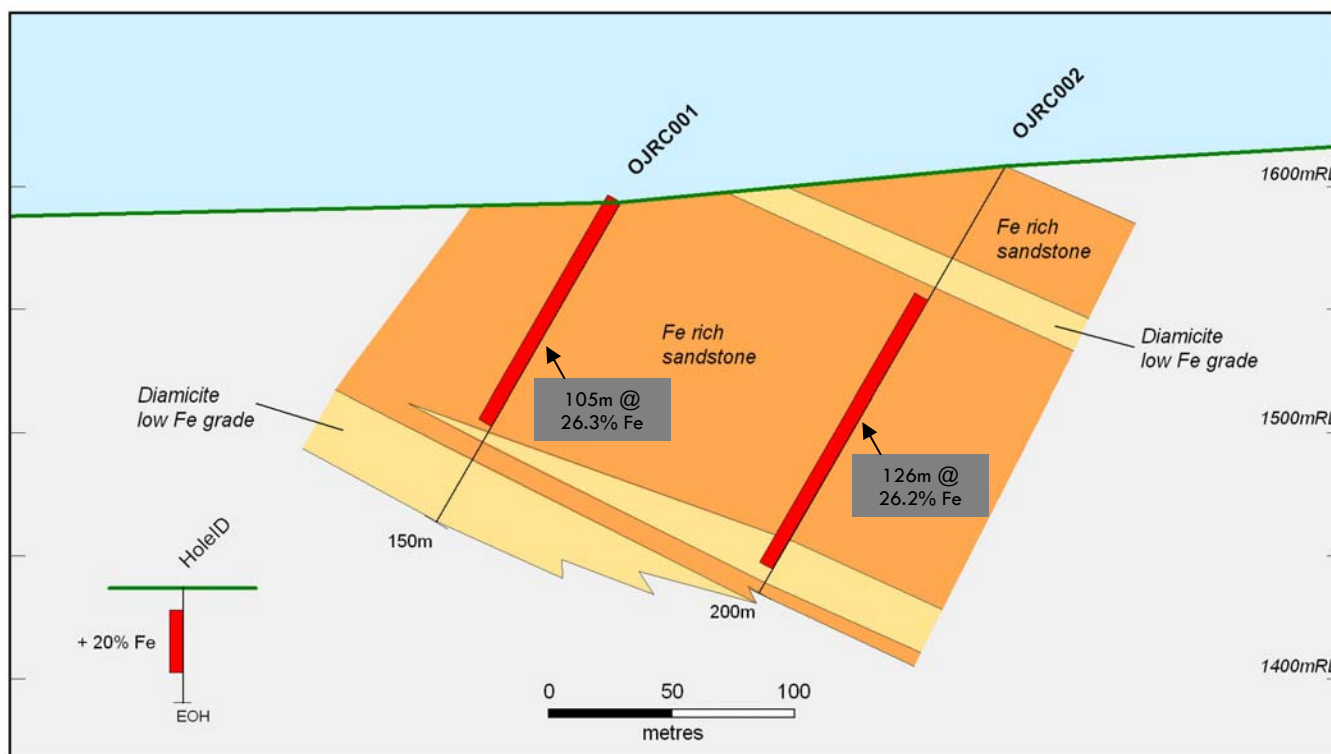 OJRC001
OJRC002
1600mRL
Fe rich
sandstone
Fe rich
sandstone
Diamicite
low Fe grade
Diamicite
low Fe grade
105m @
26.3% Fe
1500mRL
126m @
26.2% Fe
150m
HoleID
200m
+ 20% Fe
1400mRL
EOH
0 50 100
metres